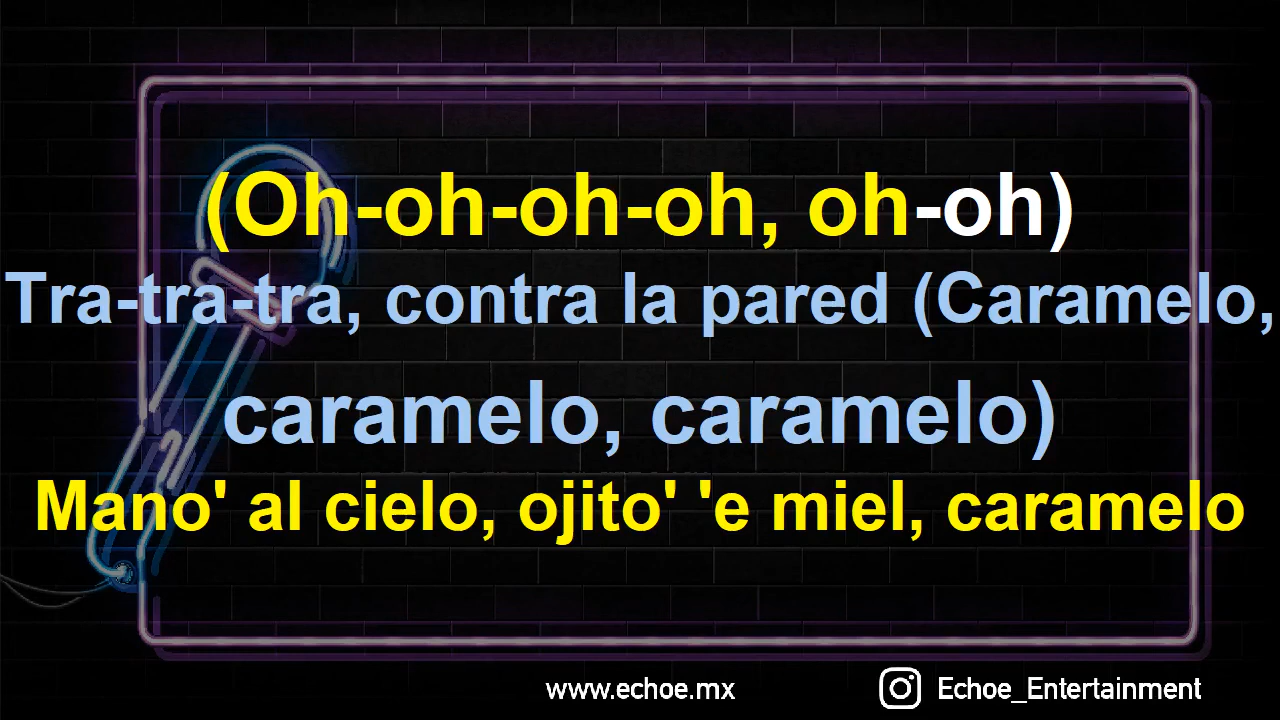 (Oh-oh-oh-oh, oh-oh)
Tra-tra-tra, contra la pared (Caramelo,
caramelo, caramelo)
Mano' al cielo, ojito' 'e miel, caramelo
www.echoe.mx
Echoe_Entertainment